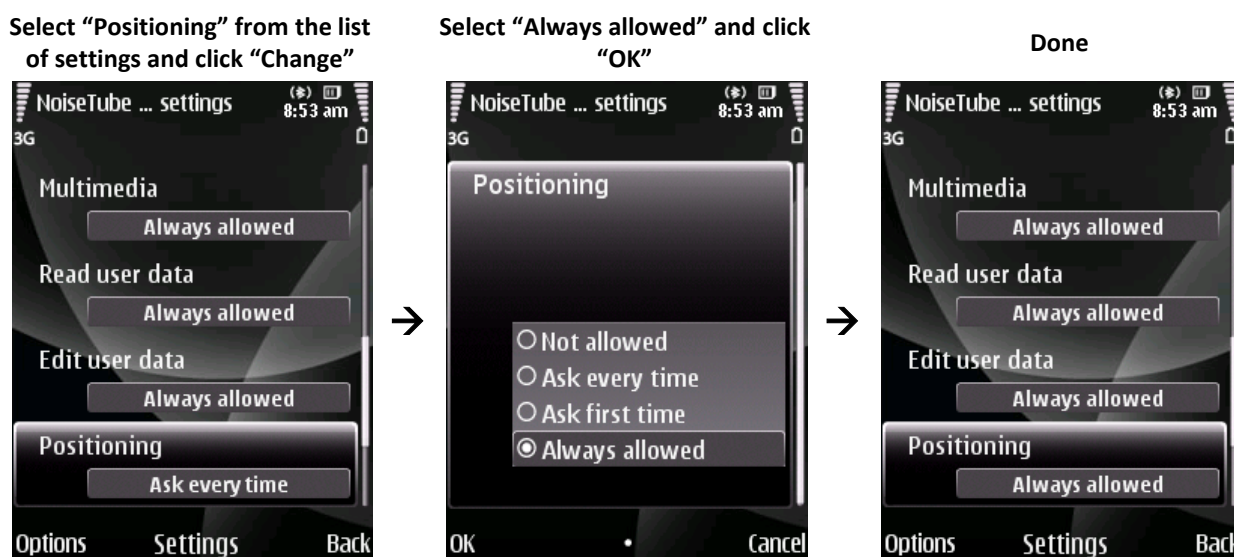 Select “Positioning” from the list
of settings and click “Change”
NoiseTube ... settings
8:53 am
3G
Multimedia
Always allowed
Read user data
Always allowed
Edit user data
Always allowed
Positioning
Ask every time
Options Settings Back
→
Select “Always allowed” and click
“OK”
NoiseTube ... settings
8:53 am
3G
Positioning
Not allowed
Ask every time
Ask first time
Always allowed
OK Cancel
→
Done
NoiseTube ... settings
8:53 am
3G
Multimedia
Always allowed
Read user data
Always allowed
Edit user data
Always allowed
Positioning
Always allowed
Options Settings Back